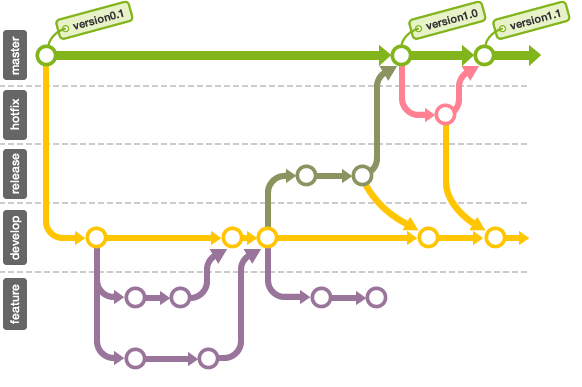 version0.1
version1.0
version1.1
master
hotfix
release
develop
feature